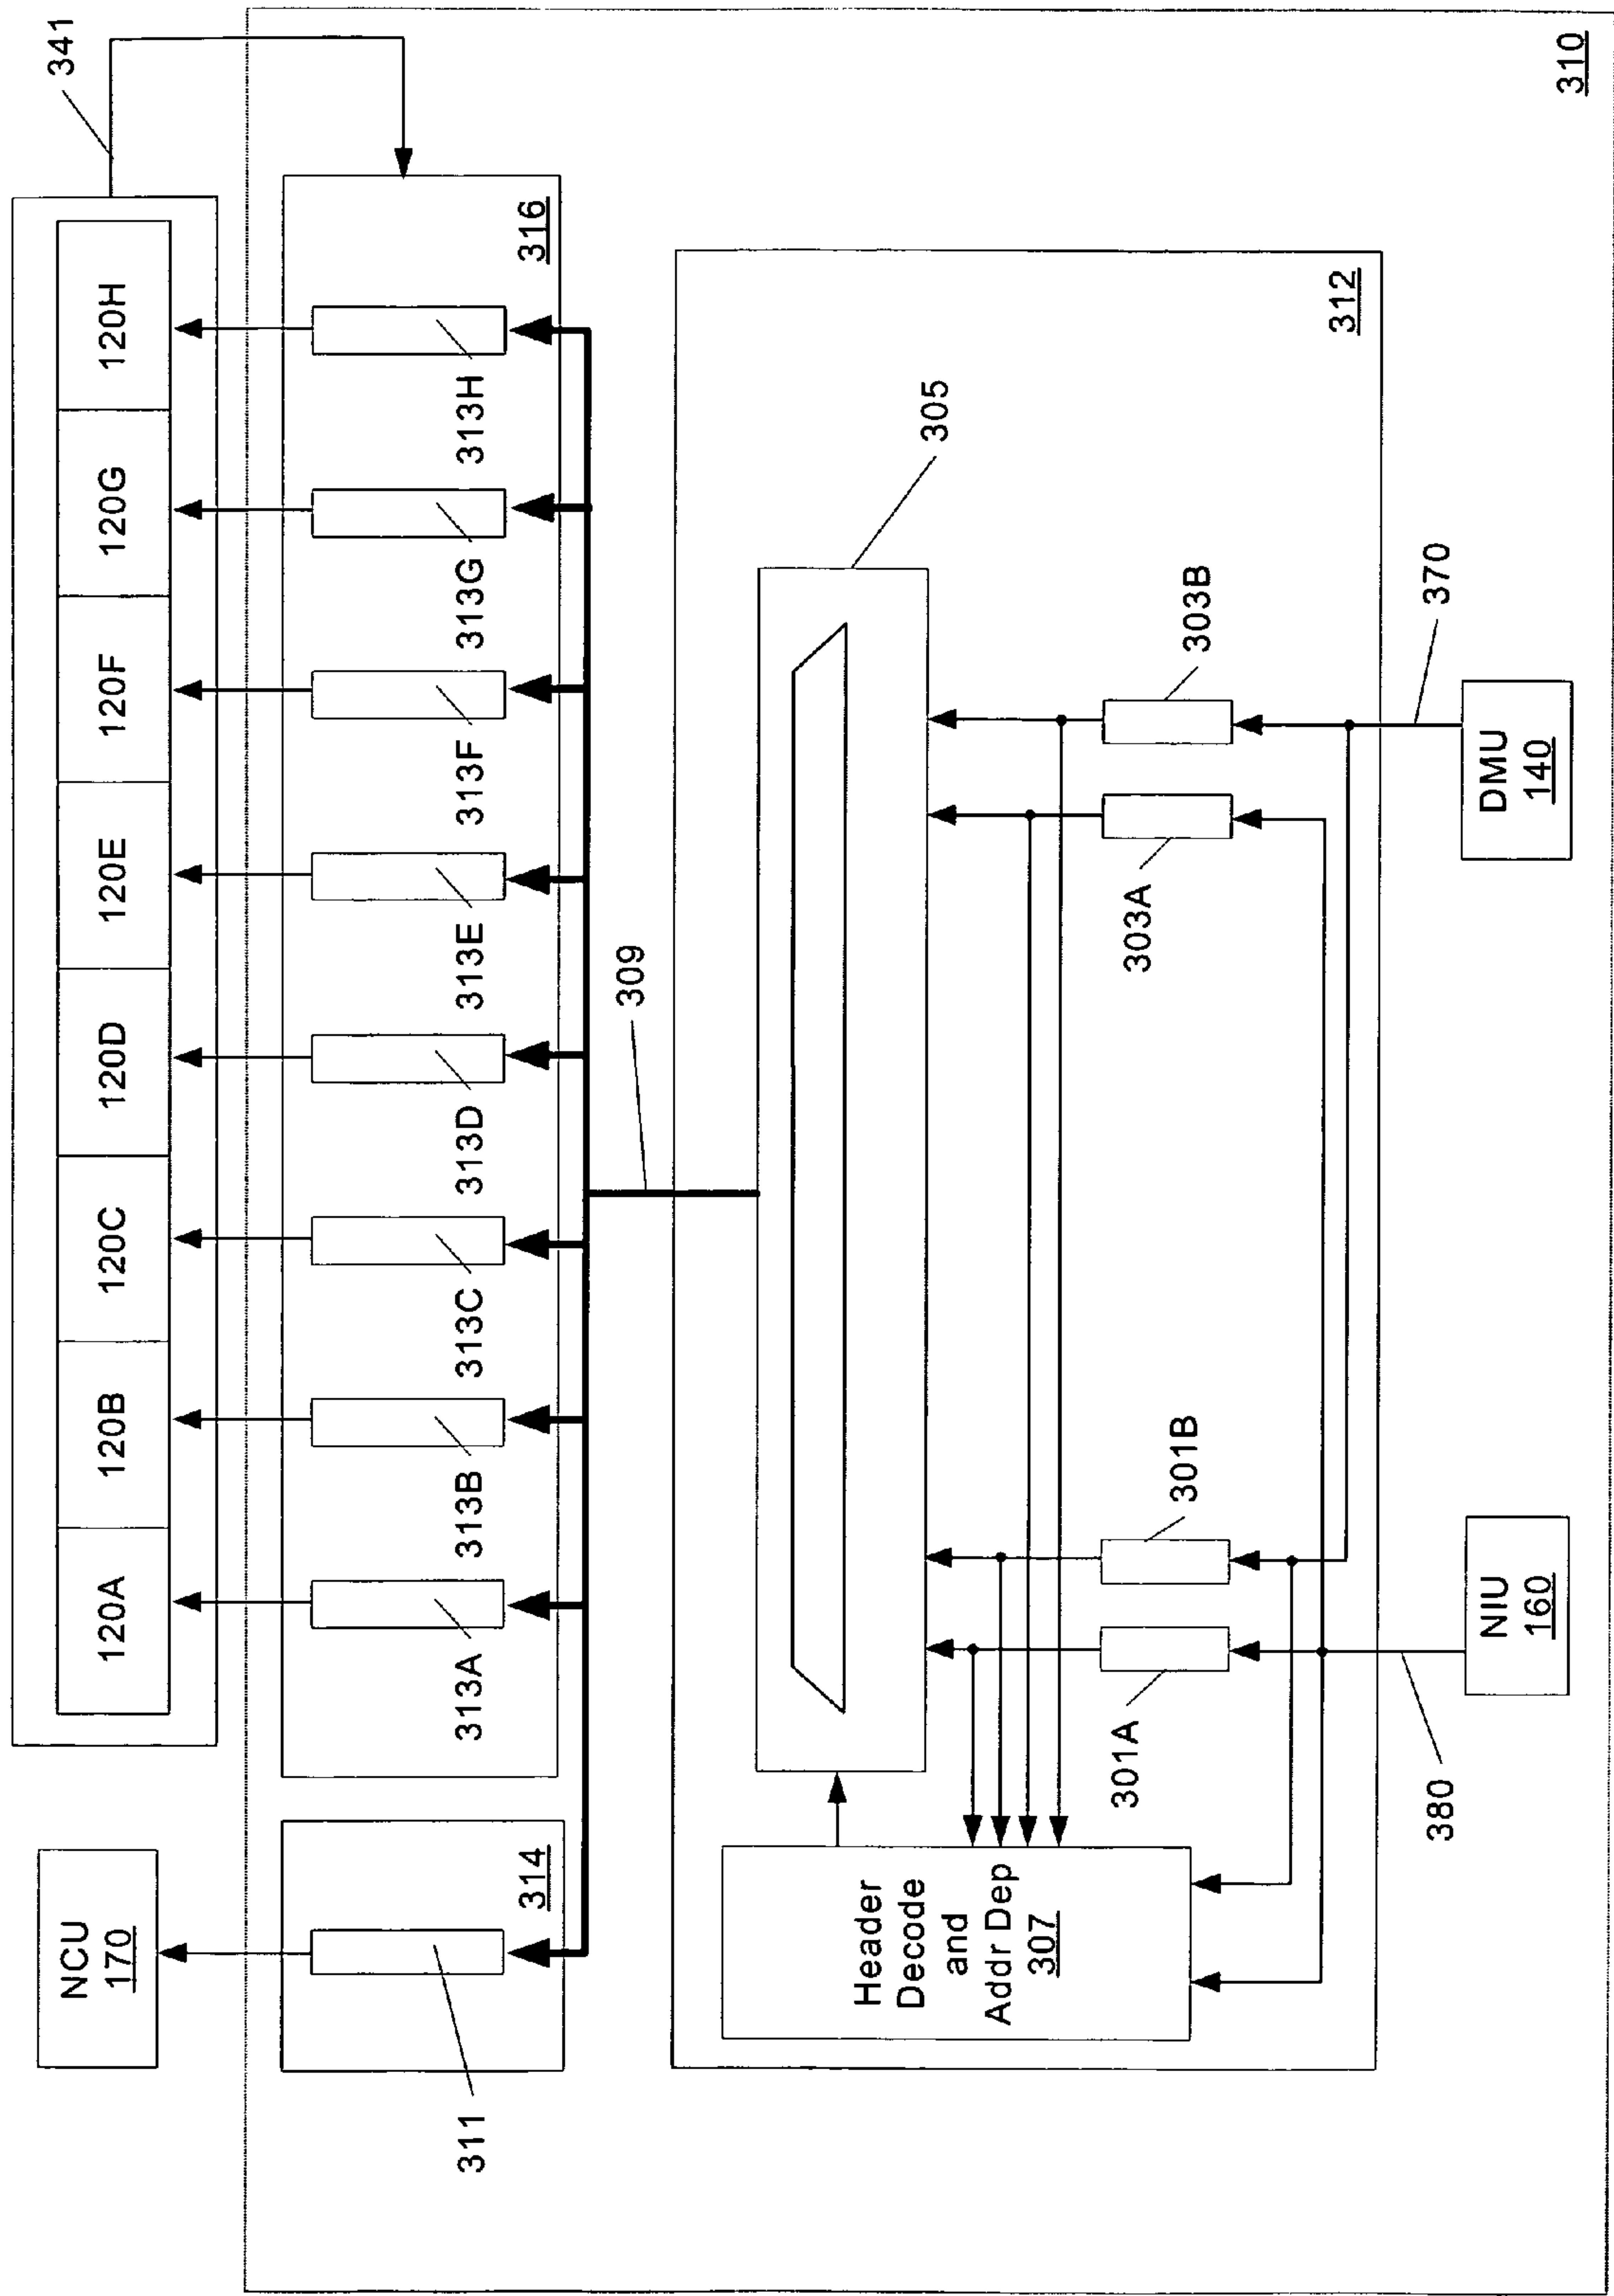 341
120A
120B
120C
120D
120E
120F
120G
120H
NCU
170
316
314
311
313A
313B
313C
313D
313E
313F
313G
313H
309
305
312
Header
Decode
and
Addr Dep
307
301A
301B
303A
303B
380
370
NIU
160
DMU
140
310